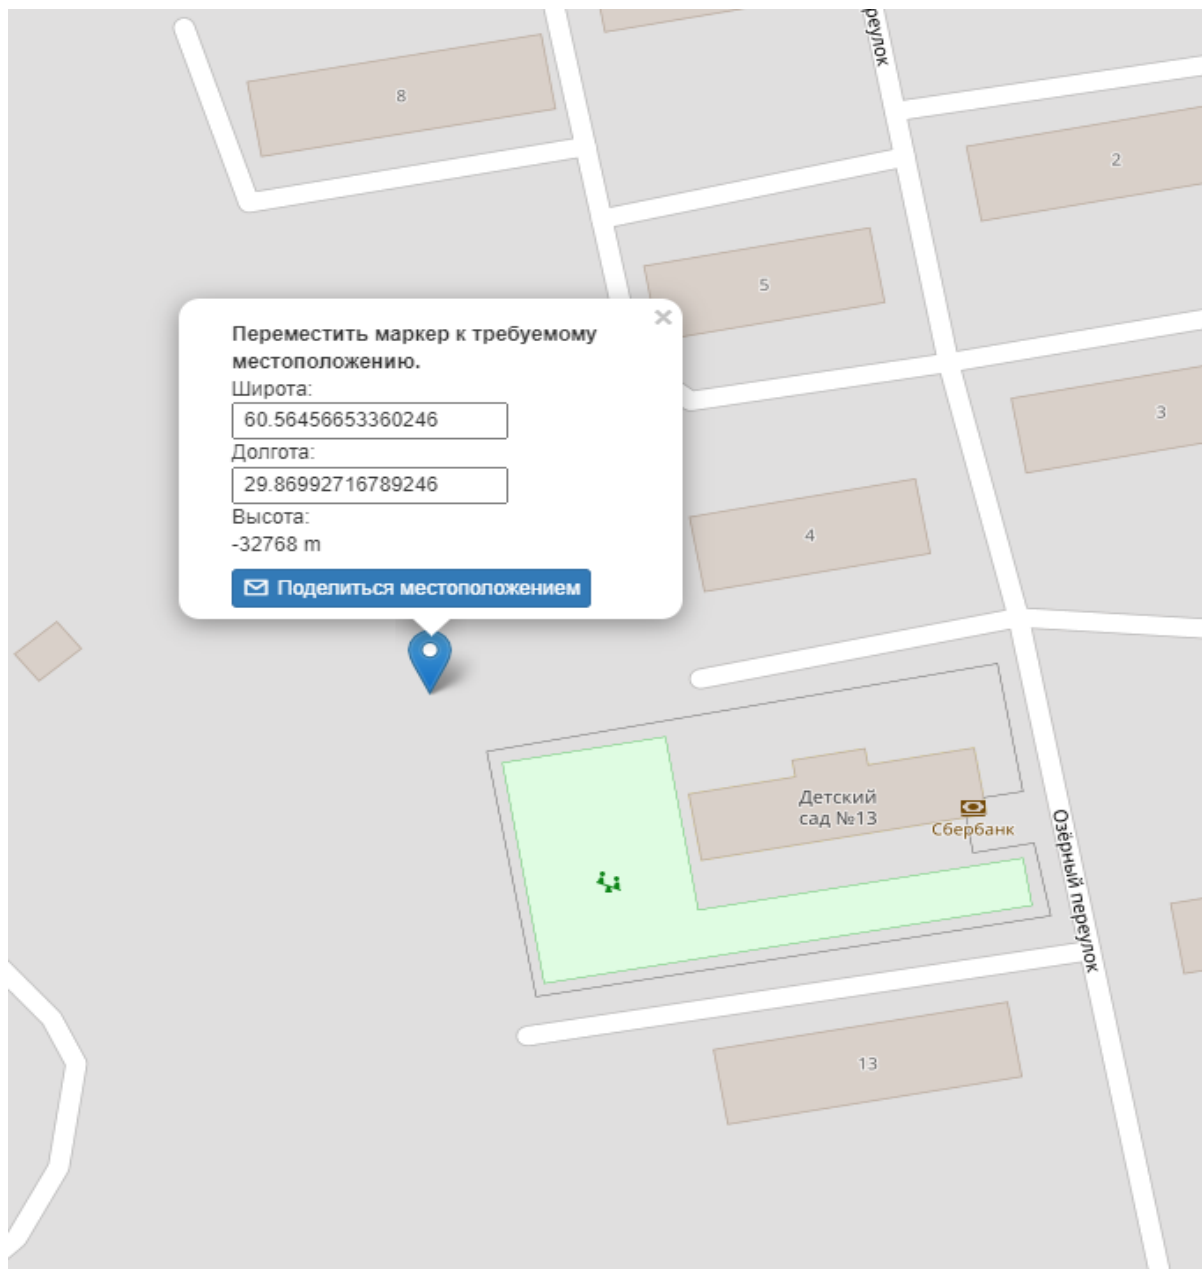 реулок
8
2
5
Переместить маркер к требуемому
местоположению.
Широта:
60.56456653360246
Долгота:
29.86992716789246
Высота:
-32768 m
Поделиться местоположением
3
4
Детский
сад №13
Сбербанк
Озёрный переулок
13